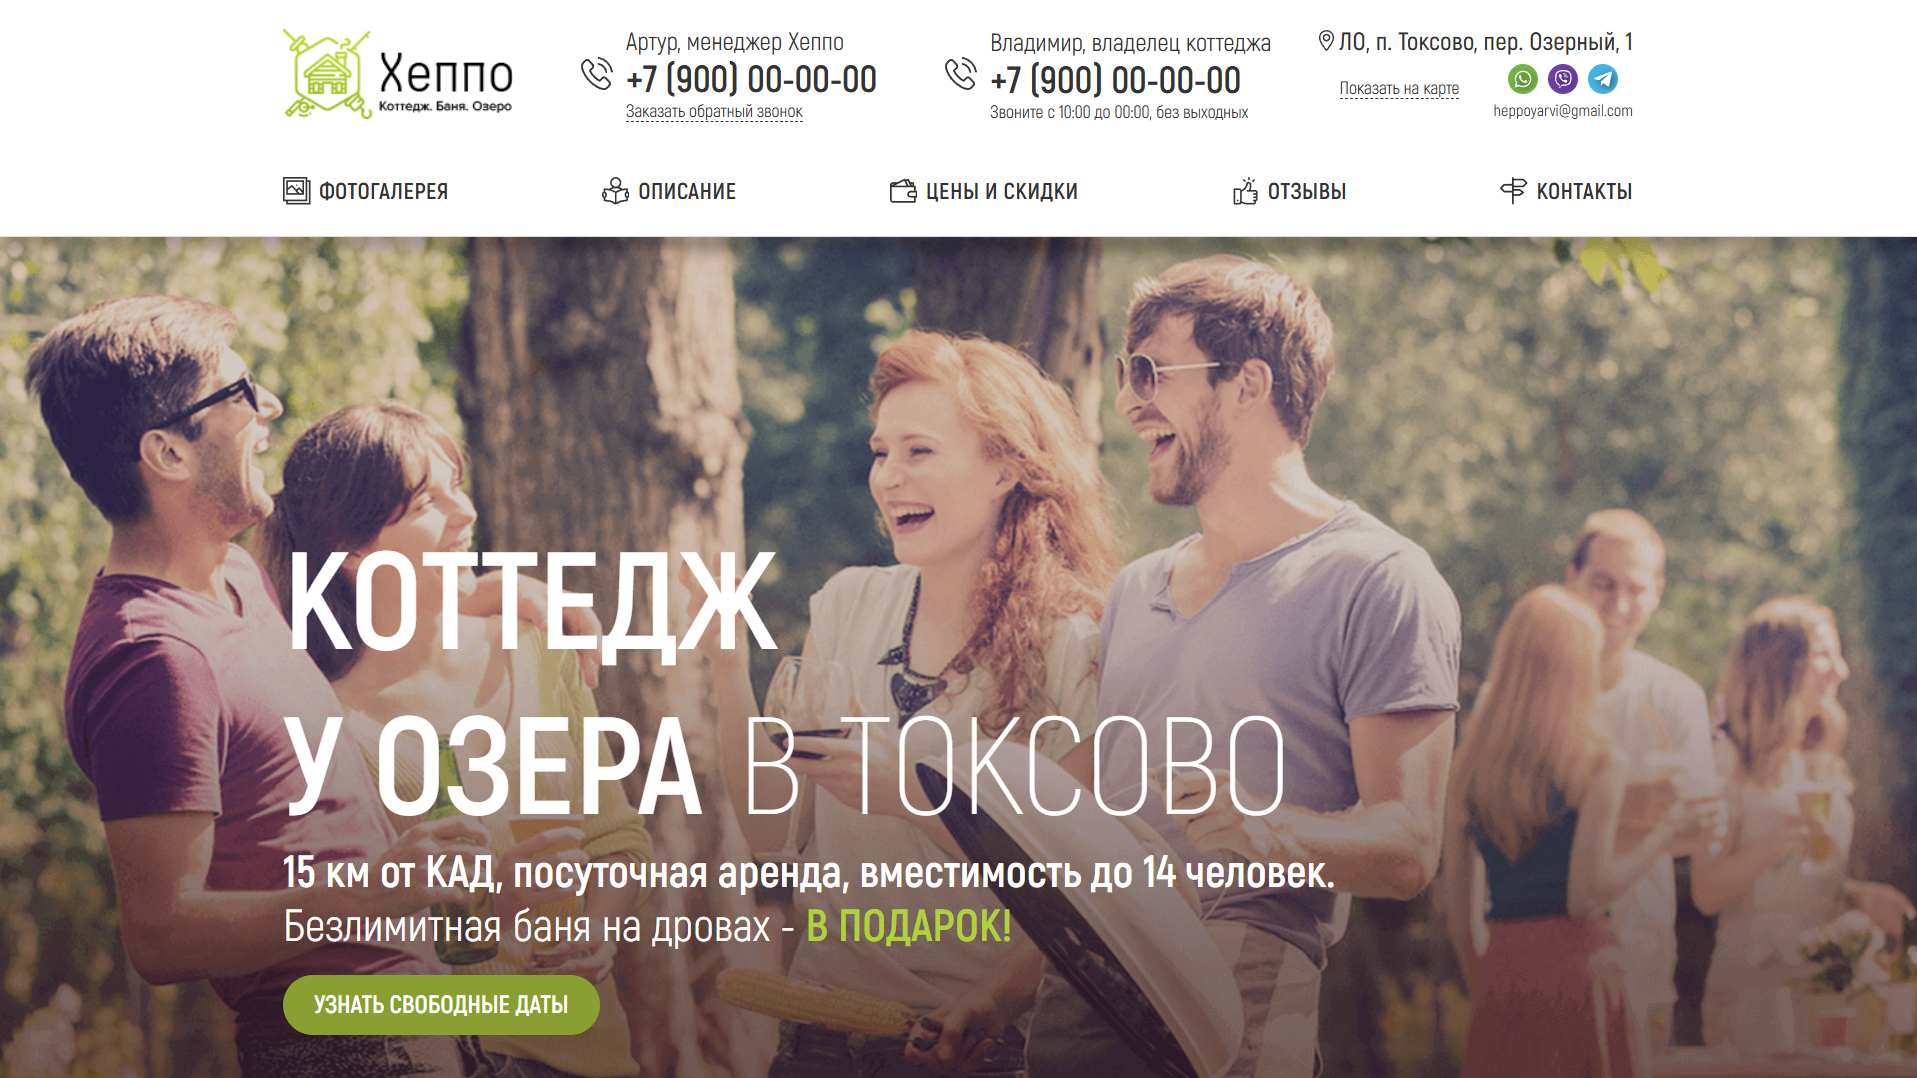 Хеппо
Коттедж. Баня. Озеро
Артур, менеджер Хеппо
+7 (900) 00-00-00
Заказать обратный звонок
Владимир, владелец коттеджа
+7 (900) 00-00-00
Звоните с 10:00 до 00:00, без выходных
ЛО, п. Токсово, пер. Озерный, 1
Показать на карте
heppoyarvi@gmail.com
ФОТОГАЛЕРЕЯ
ОПИСАНИЕ
ЦЕНЫ И СКИДКИ
ОТЗЫВЫ
КОНТАКТЫ
КОТТЕДЖ
У ОЗЕРА В ТОКСОВО
15 км от КАД, посуточная аренда, вместимость до 14 человек.
Безлимитная баня на дровах - В ПОДАРОК!
УЗНАТЬ СВОБОДНЫЕ ДАТЫ